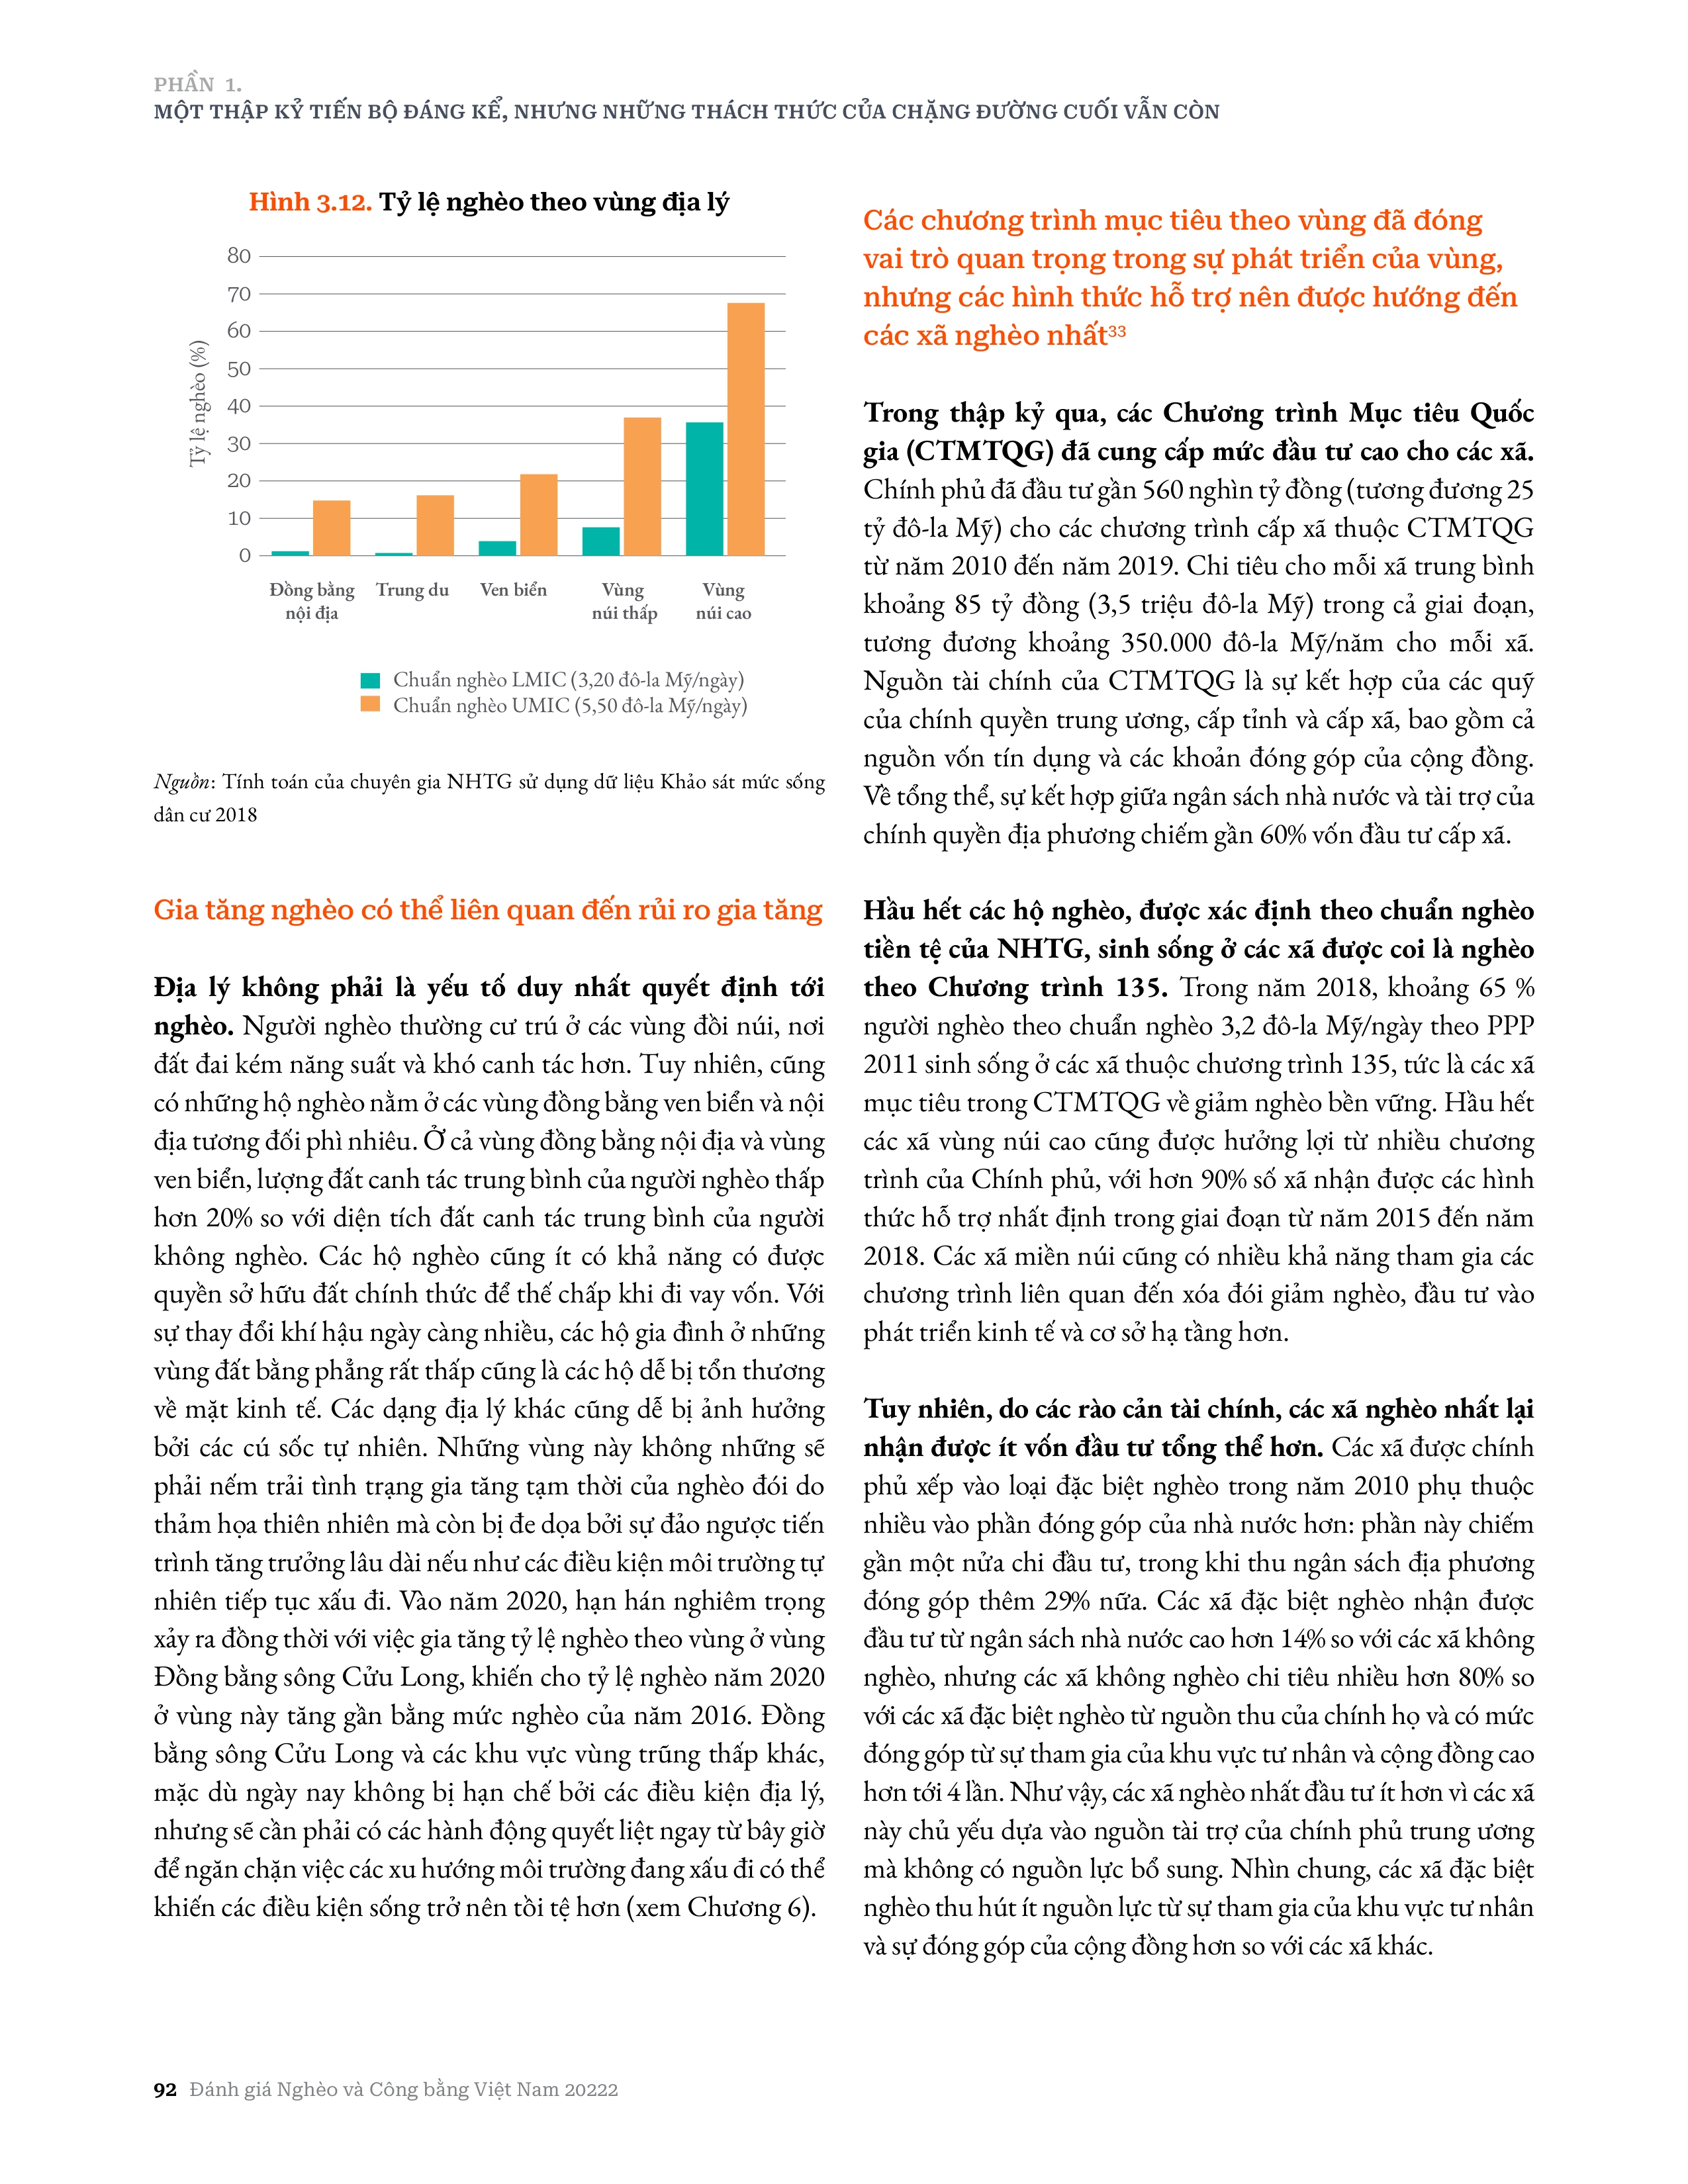 PHẦN 1.
MỘT THẬP KỶ TIẾN BỘ ĐÁNG KỂ, NHƯNG NHỮNG THÁCH THỨC CỦA CHẶNG ĐƯỜNG CUỐI VẪN CÒN
Hình 3.12. Tỷ lệ nghèo theo vùng địa lý
Tỷ lệ nghèo (%)
80
70
60
50
40
30
20
10
0
Đồng bằng nội địa
Trung du
Ven biển
Vùng núi thấp
Vùng núi cao
Chuẩn nghèo LMIC (3,20 đô-la Mỹ/ngày)
Chuẩn nghèo UMIC (5,50 đô-la Mỹ/ngày)
Nguồn: Tính toán của chuyên gia NHTG sử dụng dữ liệu Khảo sát mức sống
dân cư 2018
Gia tăng nghèo có thể liên quan đến rủi ro gia tăng
Địa lý không phải là yếu tố duy nhất quyết định tới
nghèo. Người nghèo thường cư trú ở các vùng đồi núi, nơi
đất đai kém năng suất và khó canh tác hơn. Tuy nhiên, cũng
có những hộ nghèo nằm ở các vùng đồng bằng ven biển và nội
địa tương đối phì nhiêu. Ở cả vùng đồng bằng nội địa và vùng
ven biển, lượng đất canh tác trung bình của người nghèo thấp
hơn 20% so với diện tích đất canh tác trung bình của người
không nghèo. Các hộ nghèo cũng ít có khả năng có được
quyền sở hữu đất chính thức để thế chấp khi đi vay vốn. Với
sự thay đổi khí hậu ngày càng nhiều, các hộ gia đình ở những
vùng đất bằng phẳng rất thấp cũng là các hộ dễ bị tổn thương
về mặt kinh tế. Các dạng địa lý khác cũng dễ bị ảnh hưởng
bởi các cú sốc tự nhiên. Những vùng này không những sẽ
phải nếm trải tình trạng gia tăng tạm thời của nghèo đói do
thảm họa thiên nhiên mà còn bị đe dọa bởi sự đảo ngược tiến
trình tăng trưởng lâu dài nếu như các điều kiện môi trường tự
nhiên tiếp tục xấu đi. Vào năm 2020, hạn hán nghiêm trọng
xảy ra đồng thời với việc gia tăng tỷ lệ nghèo theo vùng ở vùng
Đồng bằng sông Cửu Long, khiến cho tỷ lệ nghèo năm 2020
ở vùng này tăng gần bằng mức nghèo của năm 2016. Đồng
bằng sông Cửu Long và các khu vực vùng trũng thấp khác,
mặc dù ngày nay không bị hạn chế bởi các điều kiện địa lý,
nhưng sẽ cần phải có các hành động quyết liệt ngay từ bây giờ
để ngăn chặn việc các xu hướng môi trường đang xấu đi có thể
khiến các điều kiện sống trở nên tồi tệ hơn (xem Chương 6).
Các chương trình mục tiêu theo vùng đã đóng
vai trò quan trọng trong sự phát triển của vùng,
nhưng các hình thức hỗ trợ nên được hướng đến
các xã nghèo nhất33
Trong thập kỷ qua, các Chương trình Mục tiêu Quốc
gia (CTMTQG) đã cung cấp mức đầu tư cao cho các xã.
Chính phủ đã đầu tư gần 560 nghìn tỷ đồng (tương đương 25
tỷ đô-la Mỹ) cho các chương trình cấp xã thuộc CTMTQG
từ năm 2010 đến năm 2019. Chi tiêu cho mỗi xã trung bình
khoảng 85 tỷ đồng (3,5 triệu đô-la Mỹ) trong cả giai đoạn,
tương đương khoảng 350.000 đô-la Mỹ/năm cho mỗi xã.
Nguồn tài chính của CTMTQG là sự kết hợp của các quỹ
của chính quyền trung ương, cấp tỉnh và cấp xã, bao gồm cả
nguồn vốn tín dụng và các khoản đóng góp của cộng đồng.
Về tổng thể, sự kết hợp giữa ngân sách nhà nước và tài trợ của
chính quyền địa phương chiếm gần 60% vốn đầu tư cấp xã.
Hầu hết các hộ nghèo, được xác định theo chuẩn nghèo
tiền tệ của NHTG, sinh sống ở các xã được coi là nghèo
theo Chương trình 135. Trong năm 2018, khoảng 65 %
người nghèo theo chuẩn nghèo 3,2 đô-la Mỹ/ngày theo PPP
2011 sinh sống ở các xã thuộc chương trình 135, tức là các xã
mục tiêu trong CTMTQG về giảm nghèo bền vững. Hầu hết
các xã vùng núi cao cũng được hưởng lợi từ nhiều chương
trình của Chính phủ, với hơn 90% số xã nhận được các hình
thức hỗ trợ nhất định trong giai đoạn từ năm 2015 đến năm
2018. Các xã miền núi cũng có nhiều khả năng tham gia các
chương trình liên quan đến xóa đói giảm nghèo, đầu tư vào
phát triển kinh tế và cơ sở hạ tầng hơn.
Tuy nhiên, do các rào cản tài chính, các xã nghèo nhất lại
nhận được ít vốn đầu tư tổng thể hơn. Các xã được chính
phủ xếp vào loại đặc biệt nghèo trong năm 2010 phụ thuộc
nhiều vào phần đóng góp của nhà nước hơn: phần này chiếm
gần một nửa chi đầu tư, trong khi thu ngân sách địa phương
đóng góp thêm 29% nữa. Các xã đặc biệt nghèo nhận được
đầu tư từ ngân sách nhà nước cao hơn 14% so với các xã không
nghèo, nhưng các xã không nghèo chi tiêu nhiều hơn 80% so
với các xã đặc biệt nghèo từ nguồn thu của chính họ và có mức
đóng góp từ sự tham gia của khu vực tư nhân và cộng đồng cao
hơn tới 4 lần. Như vậy, các xã nghèo nhất đầu tư ít hơn vì các xã
này chủ yếu dựa vào nguồn tài trợ của chính phủ trung ương
mà không có nguồn lực bổ sung. Nhìn chung, các xã đặc biệt
nghèo thu hút ít nguồn lực từ sự tham gia của khu vực tư nhân
và sự đóng góp của cộng đồng hơn so với các xã khác.
92 Đánh giá Nghèo và Công bằng Việt Nam 20222